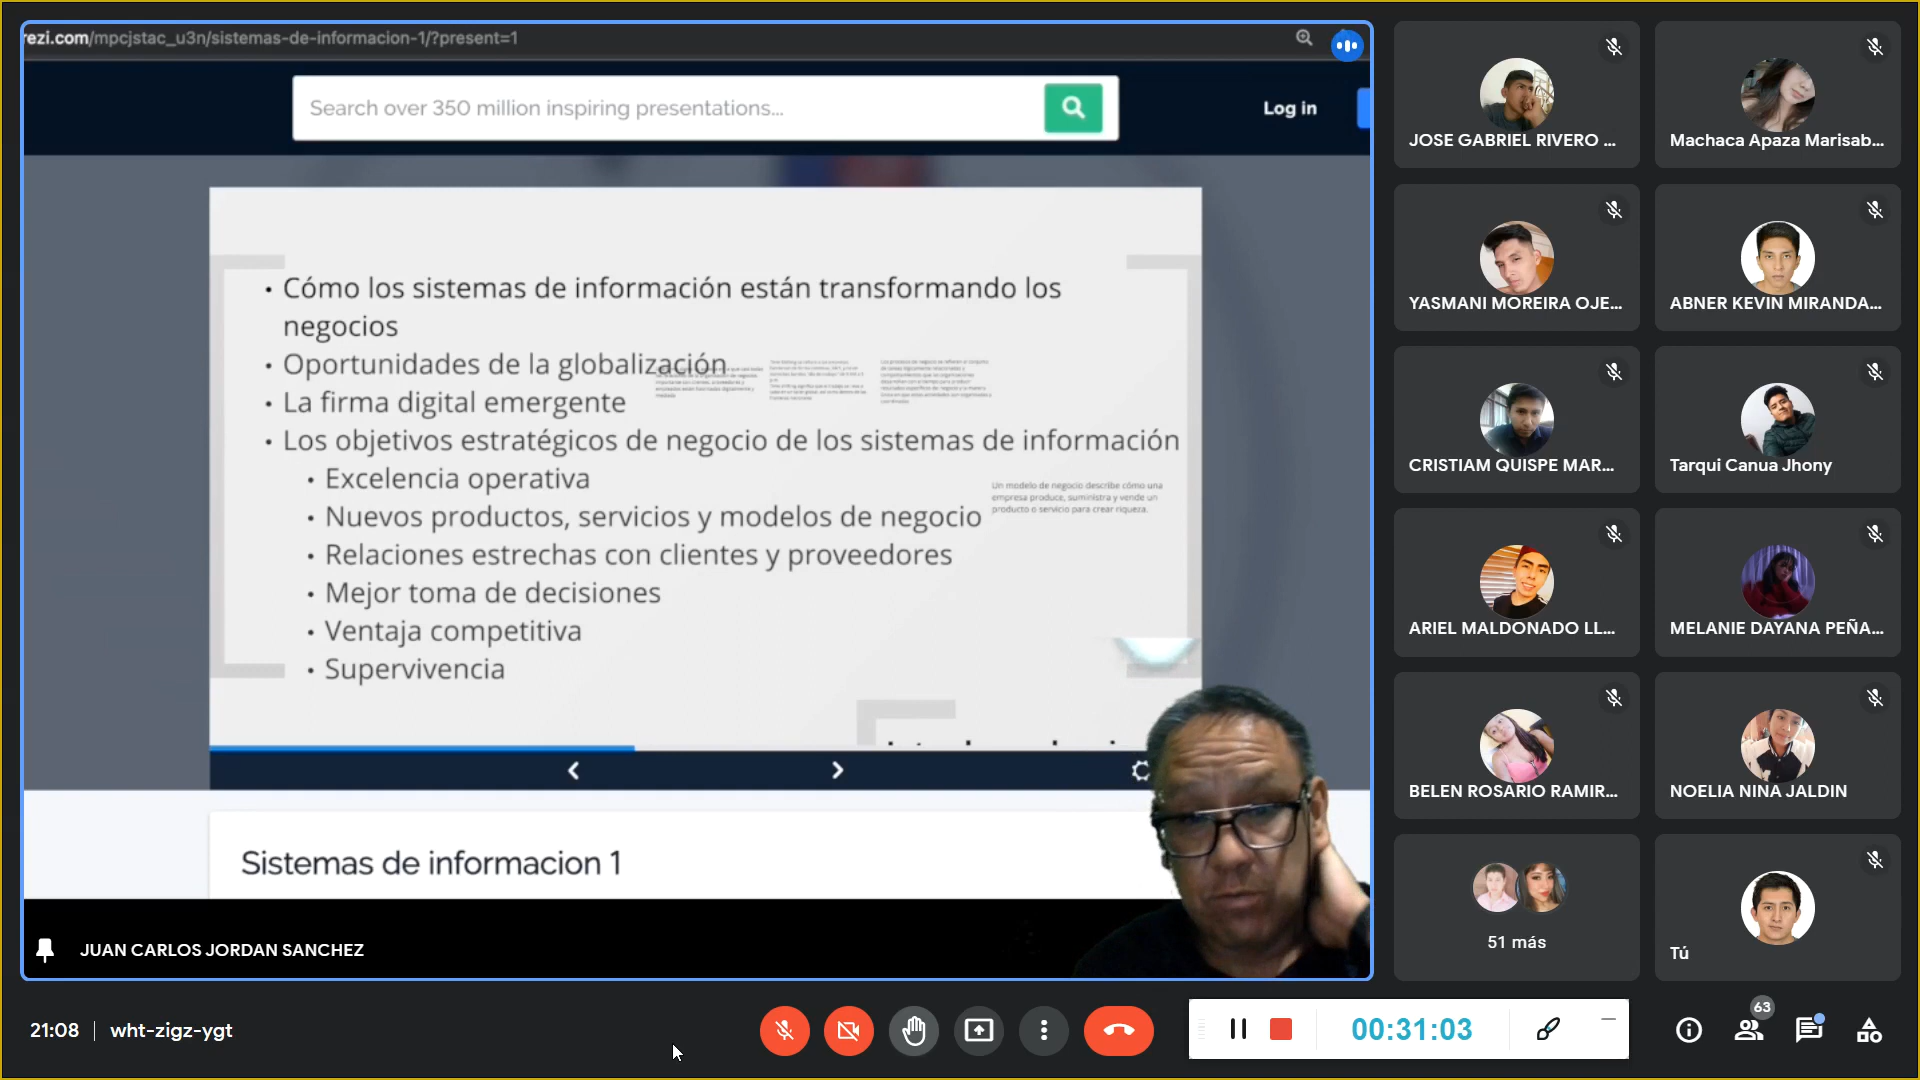 rezi.com/mpcjstac_u3n/sistemas-de-informacion-1/?present=1
Search over 350 million inspiring presentations...
Log in
• Cómo los sistemas de información están transformando los
negocios
• Oportunidades de la globalización
• La firma digital emergente
• Los objetivos estratégicos de negocio de los sistemas de información
• Excelencia operativa
• Nuevos productos, servicios y modelos de negocio
Un modelo de negocio describe cómo una
empresa produce, suministra y vende un
producto o servicio para crear riqueza.
• Relaciones estrechas con clientes y proveedores
• Mejor toma de decisiones
• Ventaja competitiva
• Supervivencia
Sistemas de informacion 1
JUAN CARLOS JORDAN SANCHEZ
JOSE GABRIEL RIVERO ...
Machaca Apaza Marisab...
YASMANI MOREIRA OJE...
ABNER KEVIN MIRANDA...
CRISTIAM QUISPE MAR...
Tarqui Canua Jhony
ARIEL MALDONADO LL...
MELANIE DAYANA PEÑA...
BELEN ROSARIO RAMIR...
NOELIA NINA JALDIN
51 más
Tú
21:08 | wht-zigz-ygt
00:31:03
63